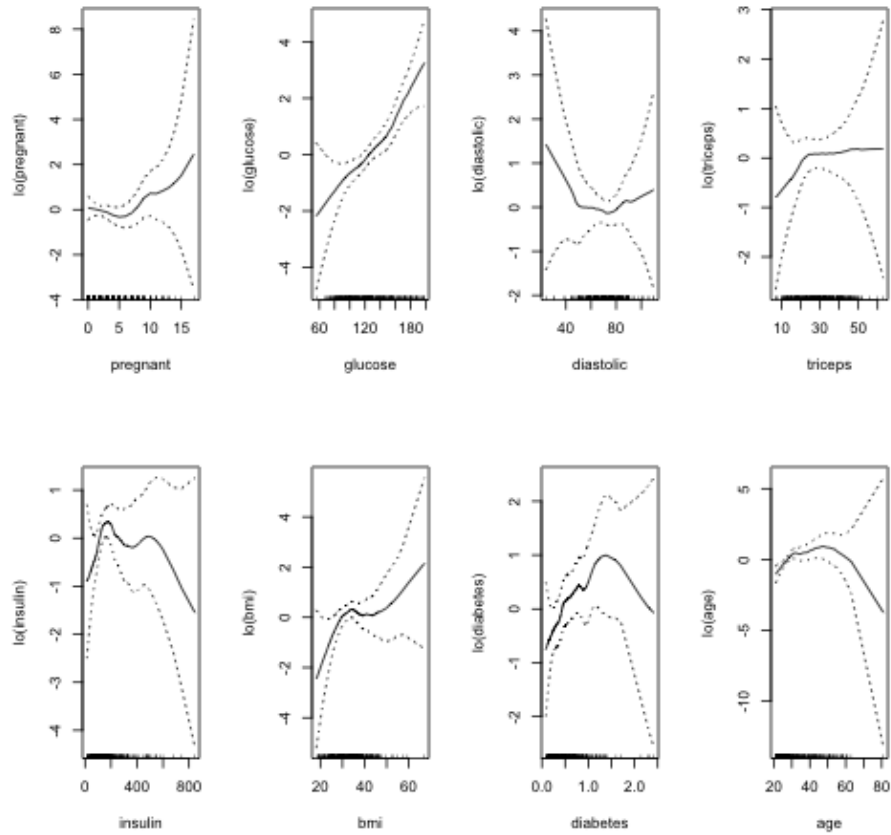 lo(pregnant)
-4 -2 0 2 4 6 8
0 5 10 15
pregnant
lo(glucose)
-4 -2 0 2 4
60 120 180
glucose
lo(diastolic)
-2 -1 0 1 2 3 4
40 80
diastolic
lo(triceps)
-2 -1 0 1 2 3
10 30 50
triceps
lo(insulin)
-4 -3 -2 -1 0 1
0 400 800
insulin
lo(bmi)
-4 -2 0 2 4
20 40 60
bmi
lo(diabetes)
-2 -1 0 1 2
0.0 1.0 2.0
diabetes
lo(age)
-10 -5 0 5
20 40 60 80
age